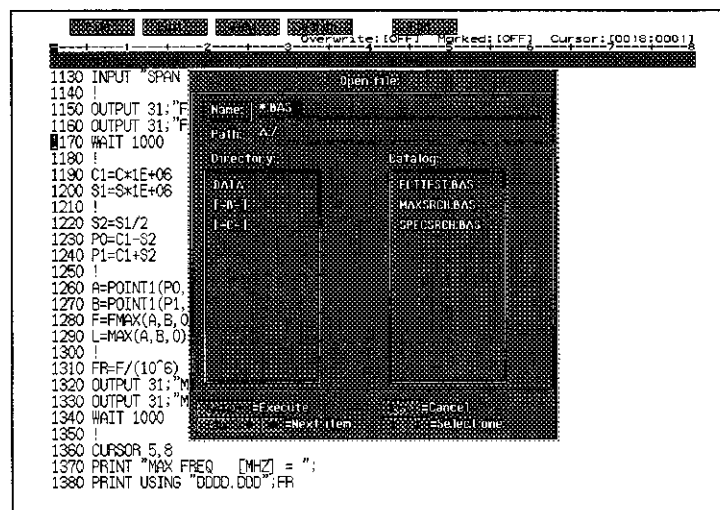 Overwrite:[OFF] Marked:[OFF] Cursor:[0018:0001]
1130 INPUT "SPAN
1140 !
1150 OUTPUT 31;"F
1160 OUTPUT 31;"F
1170 WAIT 1000
1180 !
1190 C1=C*1E+06
1200 S1=S*1E+06
1210 !
1220 S2=S1/2
1230 P0=C1-S2
1240 P1=C1+S2
1250 !
1260 A=POINT1(P0,
1270 B=POINT1(P1,
1280 F=FMAX(A,B,0
1290 L=MAX(A,B,0)
1300 !
1310 FR=F/(10^6)
1320 OUTPUT 31;"M
1330 OUTPUT 31;"M
1340 WAIT 1000
1350 !
1360 CURSOR 5,8
1370 PRINT "MAX FREQ [MHZ] = ";
1380 PRINT USING "DDDD.DDD";FR
Open file
Name: *.BAS
Path: A:/
Directory:
DATA
[-B-]
[-C-]
Catalog:
FLTTEST.BAS
MAXSRCH.BAS
SPECSRCH.BAS
=Execute
=Cancel
=Next item
=Select one